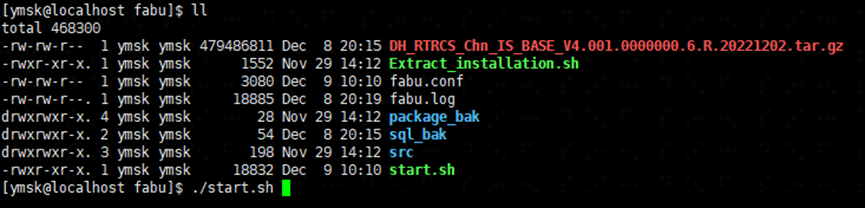 [ymsk@localhost fabu]$ ll
total 468300
-rw-rw-r-- 1 ymsk ymsk 479486811 Dec 8 20:15 DH_RTRCS_Chn_IS_BASE_V4.001.0000000.6.R.20221202.tar.gz
-rwxr-xr-x. 1 ymsk ymsk 1552 Nov 29 14:12 Extract_installation.sh
-rw-rw-r-- 1 ymsk ymsk 3080 Dec 9 10:10 fabu.conf
-rw-rw-r--. 1 ymsk ymsk 18885 Dec 8 20:19 fabu.log
drwxrwxr-x. 4 ymsk ymsk 28 Nov 29 14:12 package_bak
drwxrwxr-x. 2 ymsk ymsk 54 Dec 8 20:15 sql_bak
drwxrwxr-x. 3 ymsk ymsk 198 Nov 29 14:12 src
-rwxr-xr-x. 1 ymsk ymsk 18832 Dec 9 10:10 start.sh
[ymsk@localhost fabu]$ ./start.sh